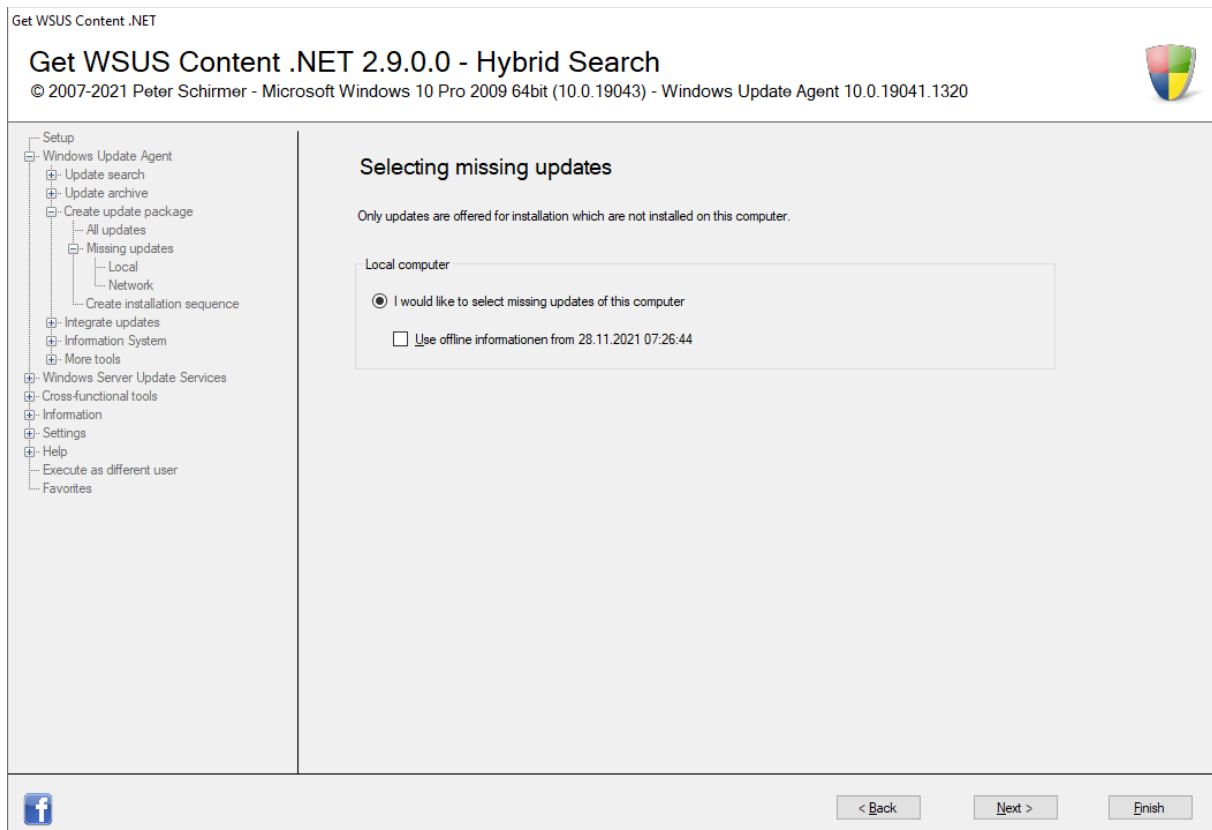 Get WSUS Content .NET
Get WSUS Content .NET 2.9.0.0 - Hybrid Search
© 2007-2021 Peter Schirmer - Microsoft Windows 10 Pro 2009 64bit (10.0.19043) - Windows Update Agent 10.0.19041.1320
Setup
Windows Update Agent
Update search
Update archive
Create update package
All updates
Missing updates
Local
Network
Create installation sequence
Integrate updates
Information System
More tools
Windows Server Update Services
Cross-functional tools
Information
Settings
Help
Execute as different user
Favorites
Selecting missing updates
Only updates are offered for installation which are not installed on this computer.
Local computer
I would like to select missing updates of this computer
Use offline informationen from 28.11.2021 07:26:44
f
< Back
Next >
Finish